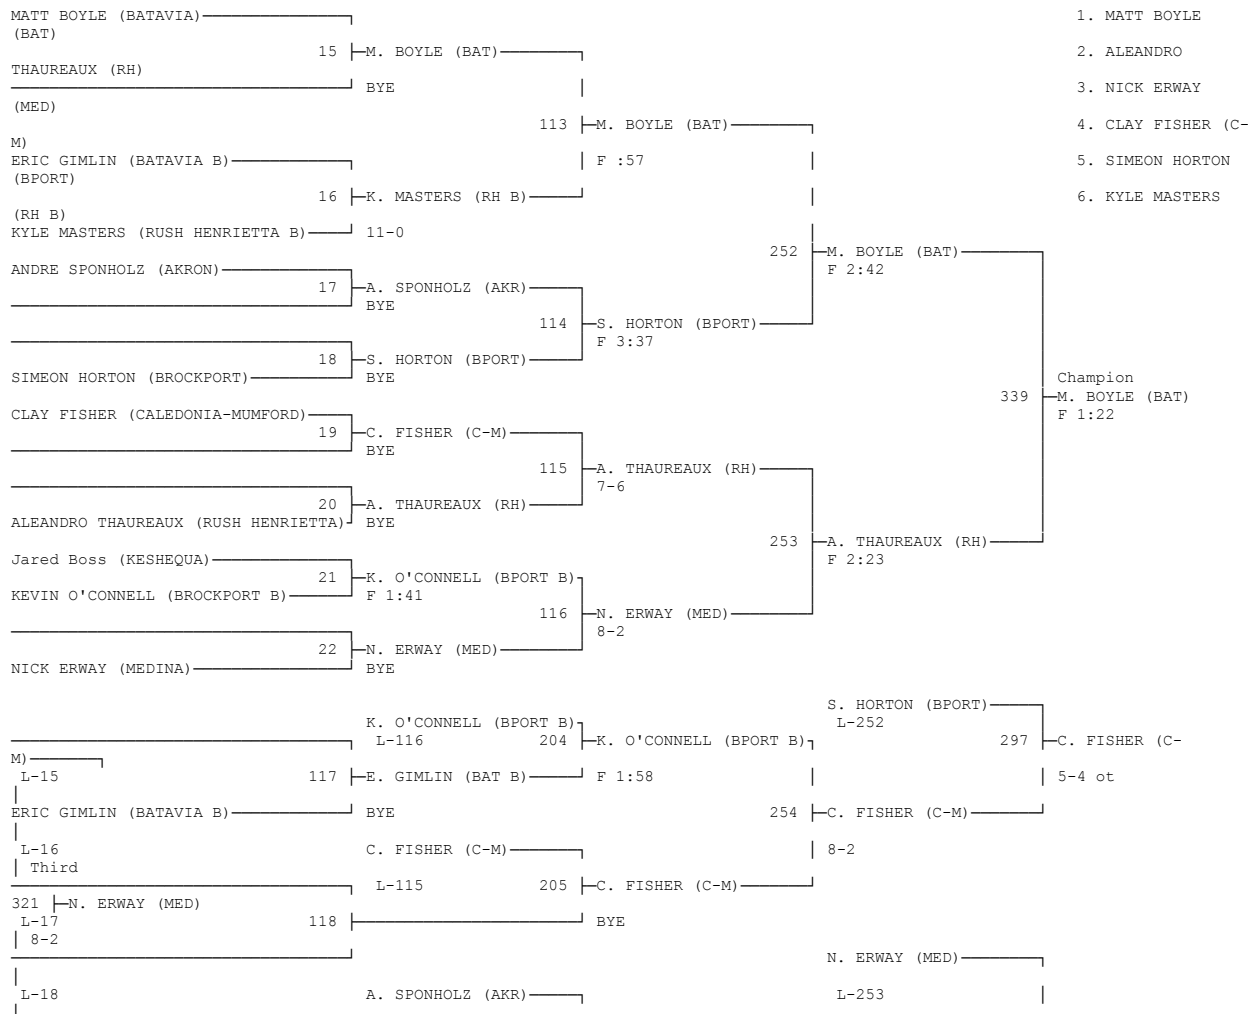 MATT BOYLE (BATAVIA) 1. MATT BOYLE
(BAT)
15 M. BOYLE (BAT) 2. ALEANDRO
THAUREAUX (RH)
BYE 3. NICK ERWAY
(MED)
113 M. BOYLE (BAT) 4. CLAY FISHER (C-
M)
ERIC GIMLIN (BATAVIA B) F :57 5. SIMEON HORTON
(BPORT)
16 K. MASTERS (RH B) 6. KYLE MASTERS
(RH B)
KYLE MASTERS (RUSH HENRIETTA B) 11-0
252 M. BOYLE (BAT)
ANDRE SPONHOLZ (AKRON) F 2:42
17 A. SPONHOLZ (AKR)
BYE
114 S. HORTON (BPORT)
F 3:37
18 S. HORTON (BPORT)
SIMEON HORTON (BROCKPORT) BYE Champion
339 M. BOYLE (BAT)
CLAY FISHER (CALEDONIA-MUMFORD) F 1:22
19 C. FISHER (C-M)
BYE
115 A. THAUREAUX (RH)
7-6
20 A. THAUREAUX (RH)
ALEANDRO THAUREAUX (RUSH HENRIETTA) BYE
253 A. THAUREAUX (RH)
Jared Boss (KESHEQUA) F 2:23
21 K. O'CONNELL (BPORT B)
KEVIN O'CONNELL (BROCKPORT B) F 1:41
116 N. ERWAY (MED)
8-2
22 N. ERWAY (MED)
NICK ERWAY (MEDINA) BYE
S. HORTON (BPORT)
K. O'CONNELL (BPORT B) L-252
L-116 204 K. O'CONNELL (BPORT B) 297 C. FISHER (C-
M)
L-15 117 E. GIMLIN (BAT B) F 1:58 5-4 ot
ERIC GIMLIN (BATAVIA B) BYE 254 C. FISHER (C-M)
L-16 C. FISHER (C-M) 8-2
Third
L-115 205 C. FISHER (C-M)
321 N. ERWAY (MED)
L-17 118 BYE
8-2
N. ERWAY (MED)
L-18 A. SPONHOLZ (AKR) L-253